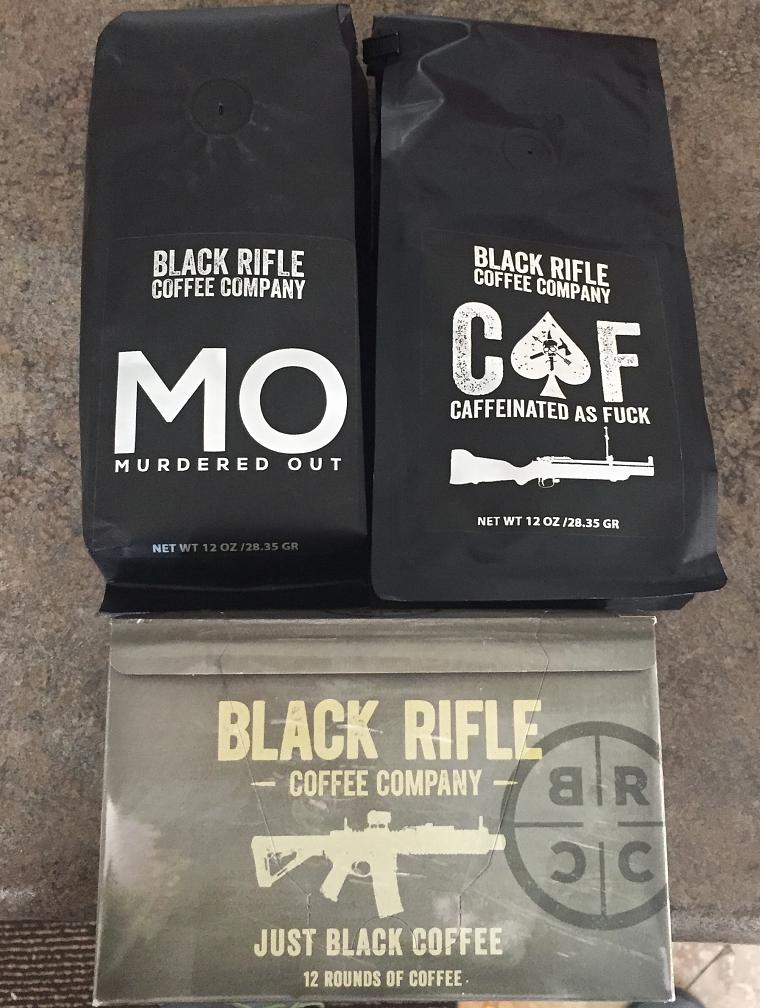 BLACK RIFLE
COFFEE COMPANY
MO
MURDERED OUT
NET WT 12 OZ /28.35 GR
BLACK RIFLE
COFFEE COMPANY
C F
CAFFEINATED AS FUCK
NET WT 12 OZ /28.35 GR
BLACK RIFLE
COFFEE COMPANY
BR
CC
JUST BLACK COFFEE
12 ROUNDS OF COFFEE